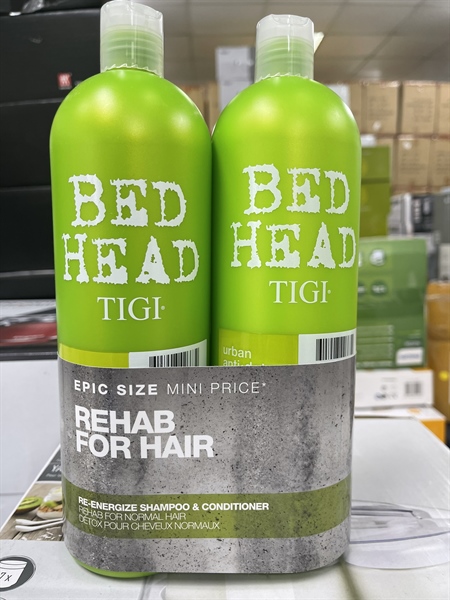 BED
HEAD
TIGI
BED
HEAD
TIGI
urban
EPIC SIZE MINI PRICE*
REHAB
FOR HAIR
RE-ENERGIZE SHAMPOO & CONDITIONER
REHAB FOR NORMAL HAIR
DETOX POUR CHEVEUX NORMAUX
7x